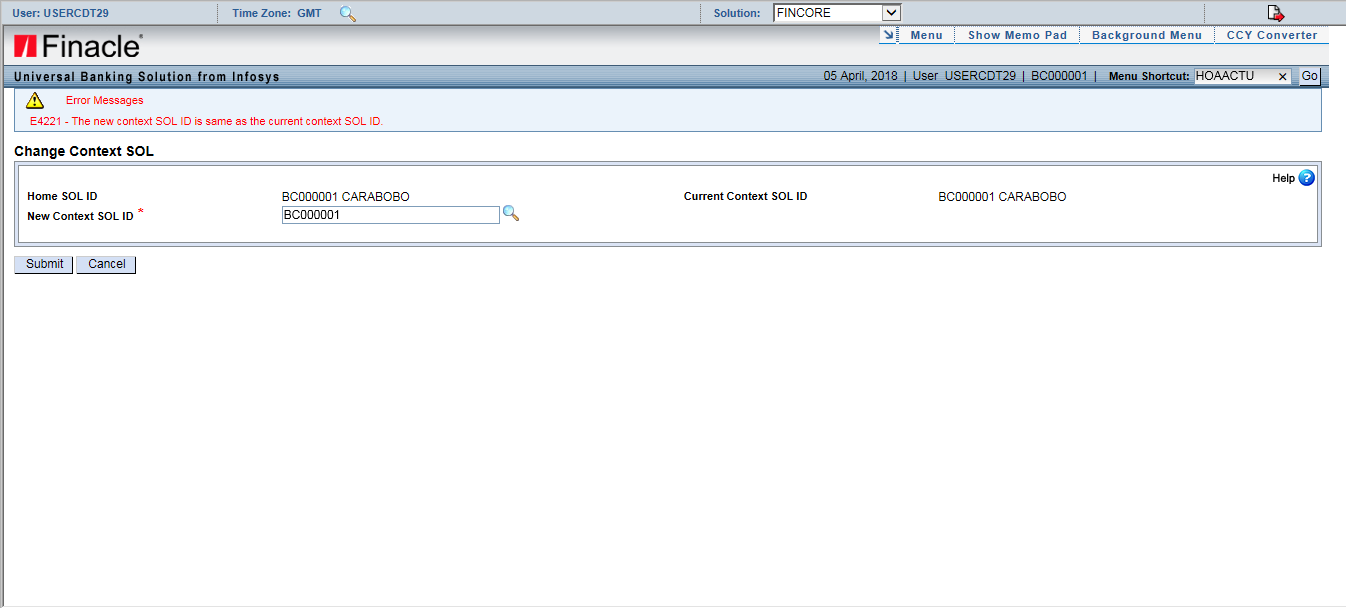 User: USERCDT29 Time Zone: GMT Solution: FINCORE
Finacle
Menu Show Memo Pad Background Menu CCY Converter
Universal Banking Solution from Infosys 05 April, 2018 | User USERCDT29 | BC000001 | Menu Shortcut: HOAACTU × Go
Error Messages
E4221 - The new context SOL ID is same as the current context SOL ID.
Change Context SOL
Help ?
Home SOL ID BC000001 CARABOBO Current Context SOL ID BC000001 CARABOBO
New Context SOL ID * BC000001
Submit Cancel